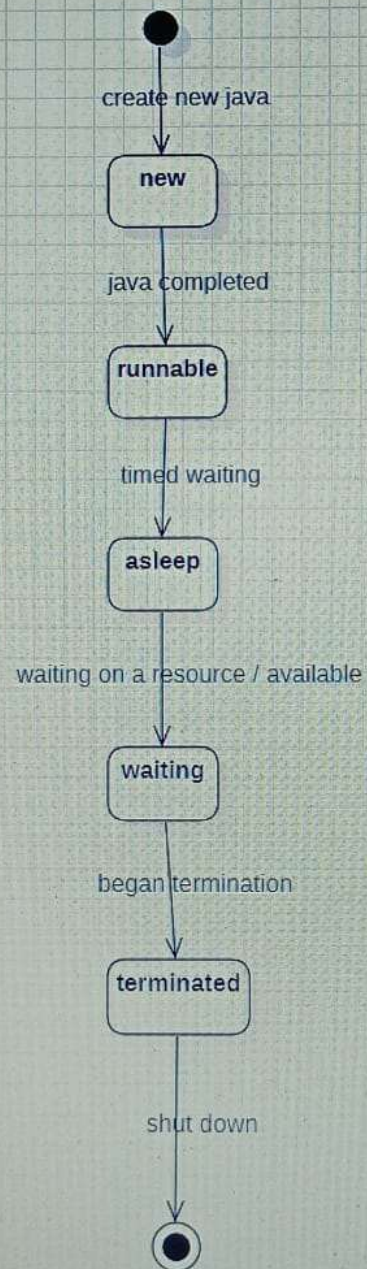 create new java
new
java completed
runnable
timed waiting
asleep
waiting on a resource / available
waiting
began termination
terminated
shut down